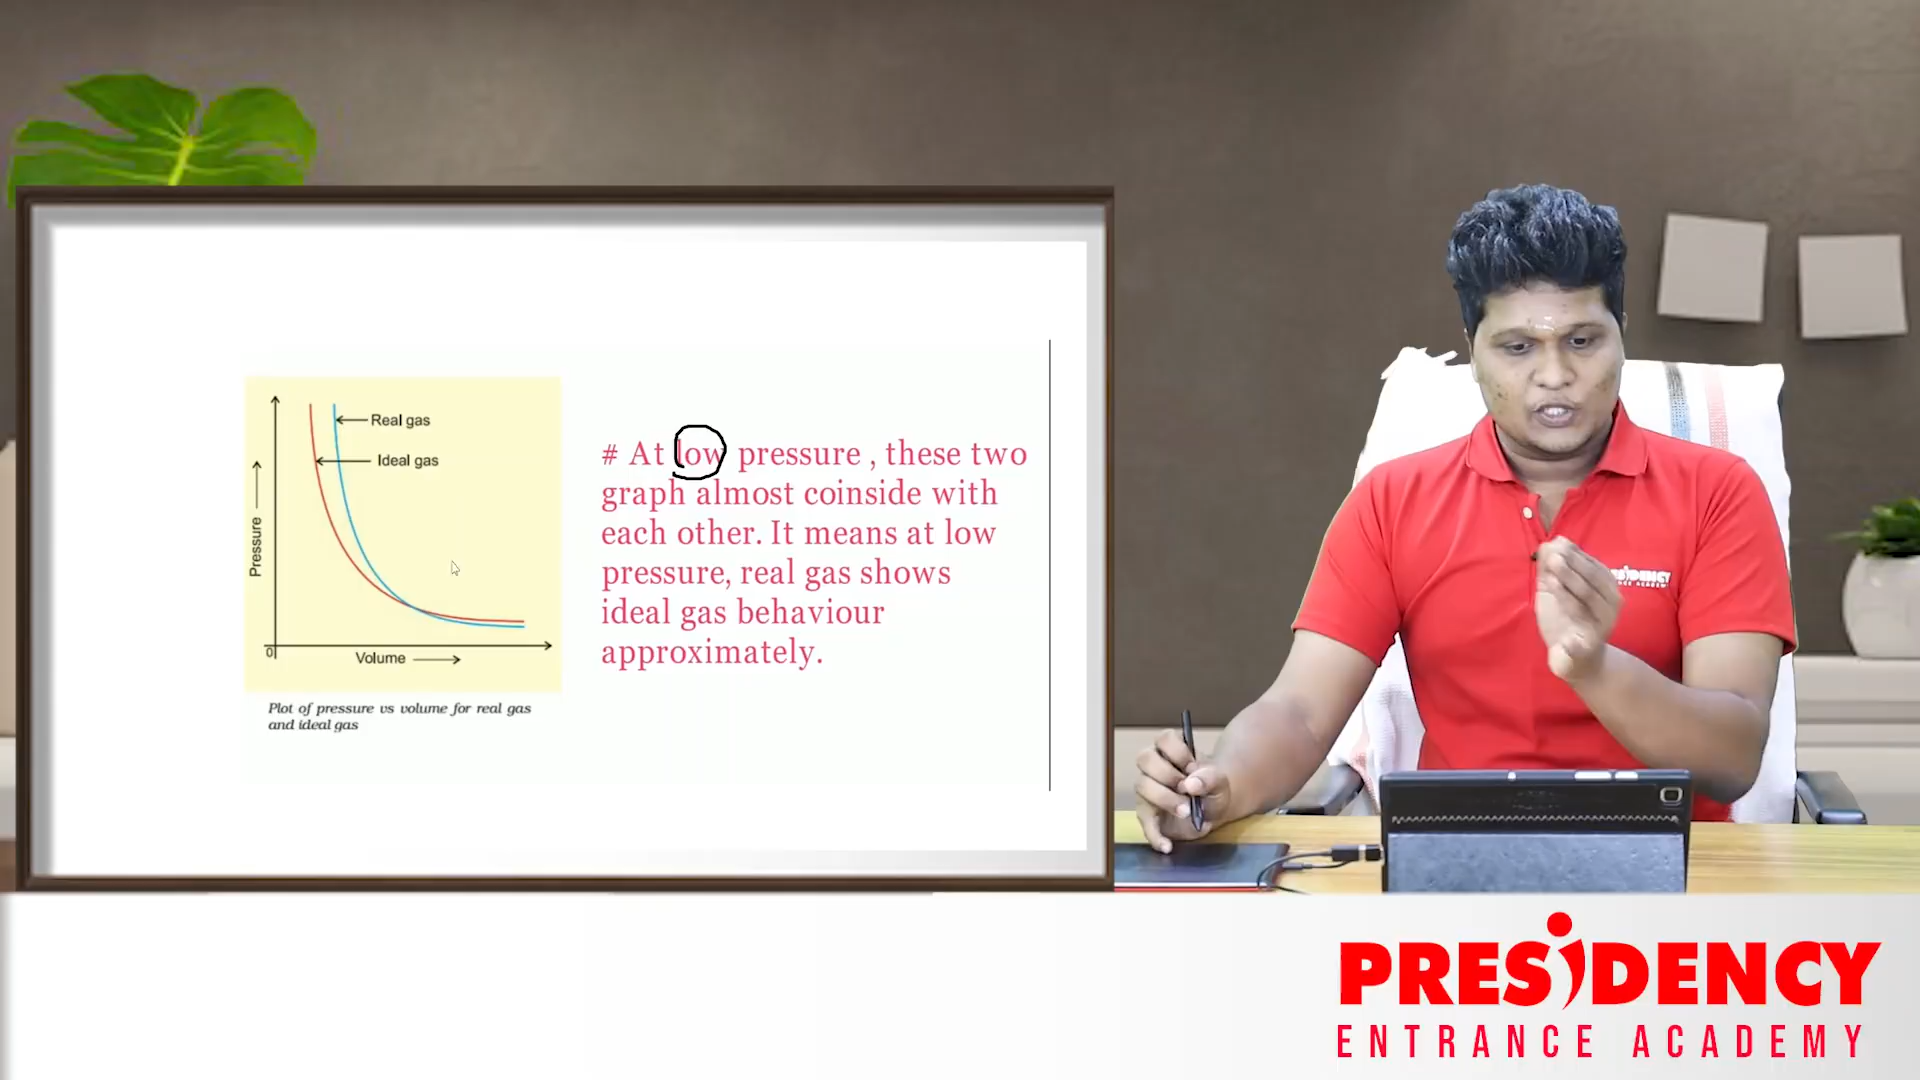 Real gas
Ideal gas
Pressure
0
Volume
Plot of pressure vs volume for real gas
and ideal gas
# At low pressure , these two
graph almost coinside with
each other. It means at low
pressure, real gas shows
ideal gas behaviour
approximately.
PRESIDENCY
ENTRANCE ACADEMY